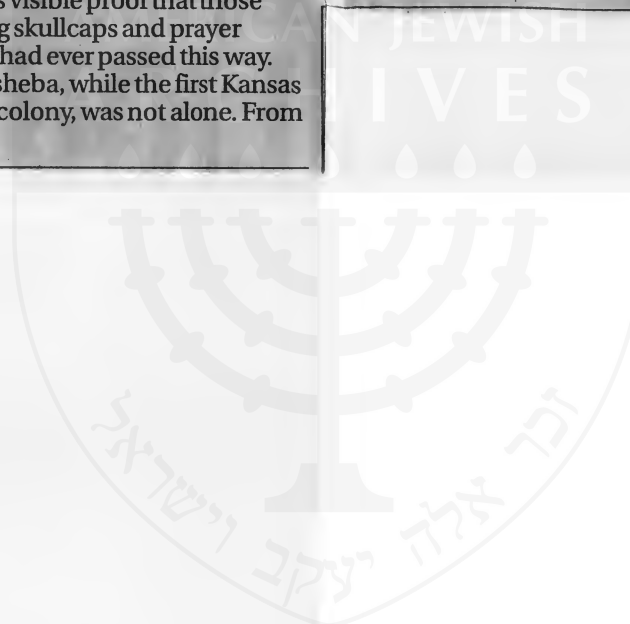 s visible proof that those
g skullcaps and prayer
had ever passed this way.
sheba, while the first Kansas
colony, was not alone. From
CAN JEWISH
IVES
זכר אלה יעקב וישראל